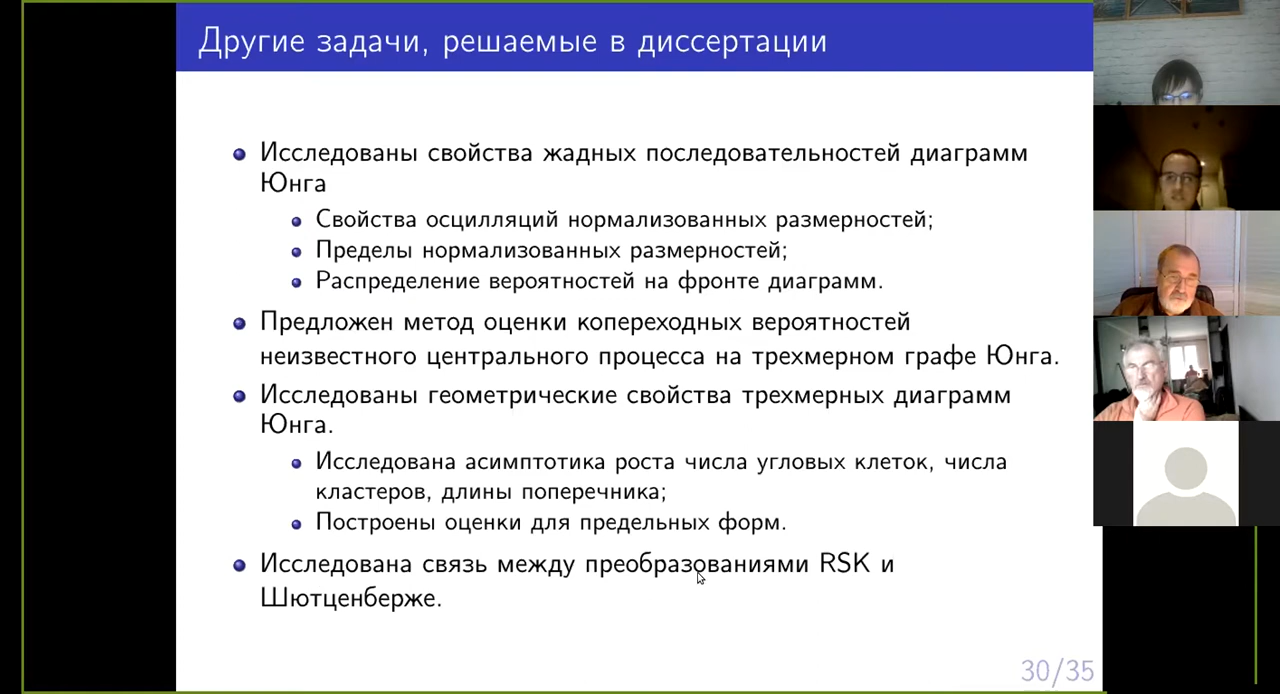 Другие задачи, решаемые в диссертации
Исследованы свойства жадных последовательностей диаграмм
Юнга
Свойства осцилляций нормализованных размерностей;
Пределы нормализованных размерностей;
Распределение вероятностей на фронте диаграмм.
Предложен метод оценки копереходных вероятностей
неизвестного центрального процесса на трехмерном графе Юнга.
Исследованы геометрические свойства трехмерных диаграмм
Юнга.
Исследована асимптотика роста числа угловых клеток, числа
кластеров, длины поперечника;
Построены оценки для предельных форм.
Исследована связь между преобразованиями RSK и
Шютценберже.
30/35